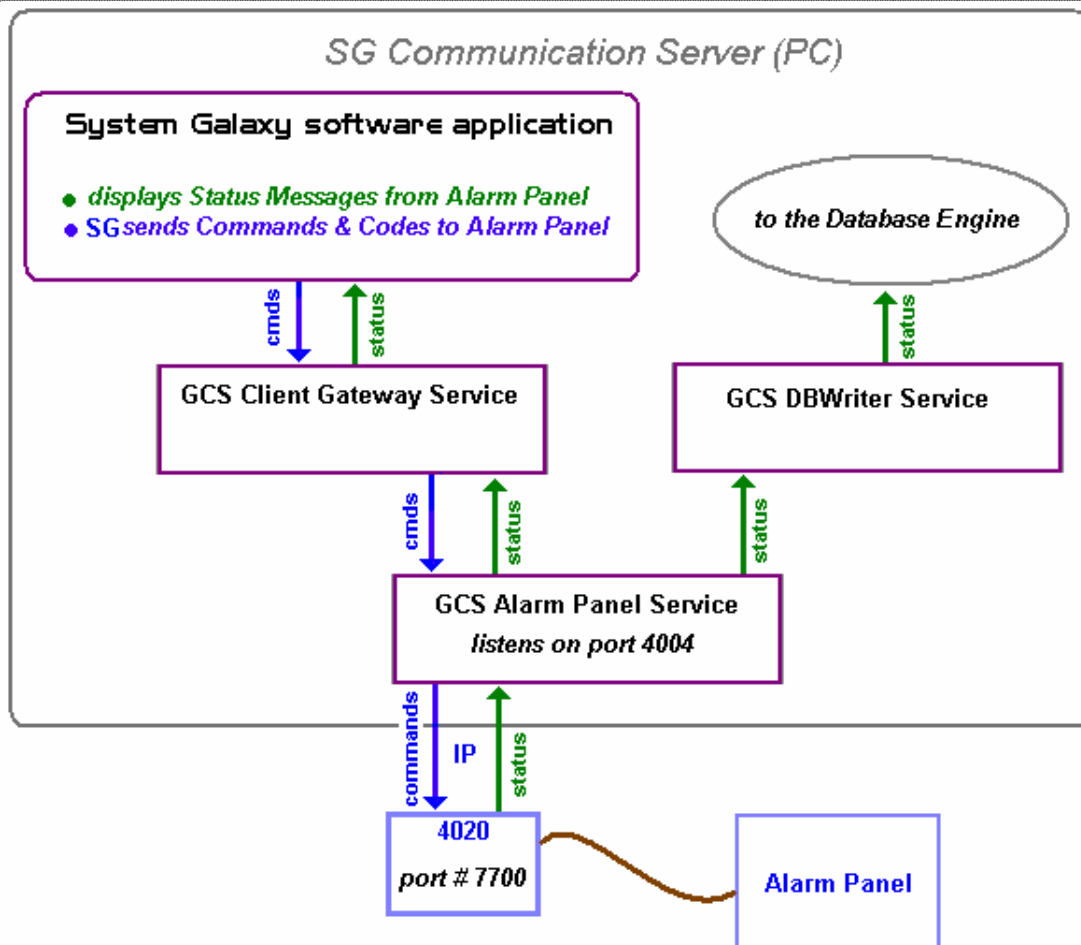 SG Communication Server (PC)
System Galaxy software application
displays Status Messages from Alarm Panel
SG sends Commands & Codes to Alarm Panel
to the Database Engine
cmds
status
status
GCS Client Gateway Service
GCS DBWriter Service
cmds
status
status
GCS Alarm Panel Service
listens on port 4004
commands
IP
status
4020
port # 7700
Alarm Panel